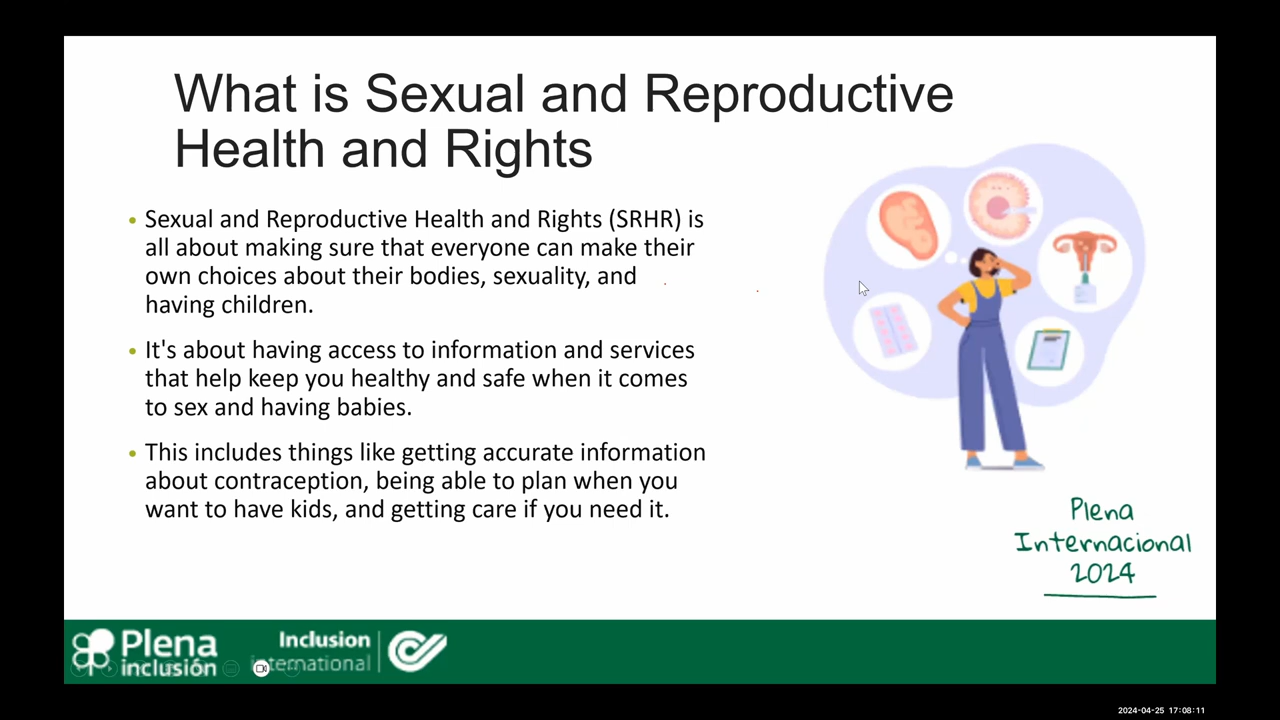 What is Sexual and Reproductive
Health and Rights
• Sexual and Reproductive Health and Rights (SRHR) is
all about making sure that everyone can make their
own choices about their bodies, sexuality, and
having children.
• It's about having access to information and services
that help keep you healthy and safe when it comes
to sex and having babies.
• This includes things like getting accurate information
about contraception, being able to plan when you
want to have kids, and getting care if you need it.
Plena
Internacional
2024
Plena
inclusión
Inclusion
international
2024-04-25 17:08:11